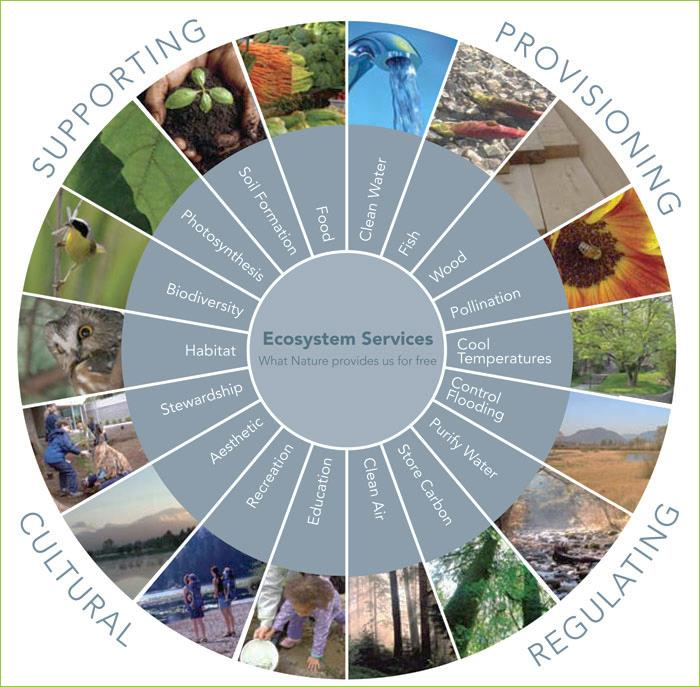 SUPPORTING
PROVISIONING
REGULATING
CULTURAL
Ecosystem Services
What Nature provides us for free
Food
Clean Water
Fish
Wood
Pollination
Cool
Temperatures
Control
Flooding
Purify Water
Store Carbon
Clean Air
Education
Recreation
Aesthetic
Stewardship
Habitat
Biodiversity
Photosynthesis
Soil Formation